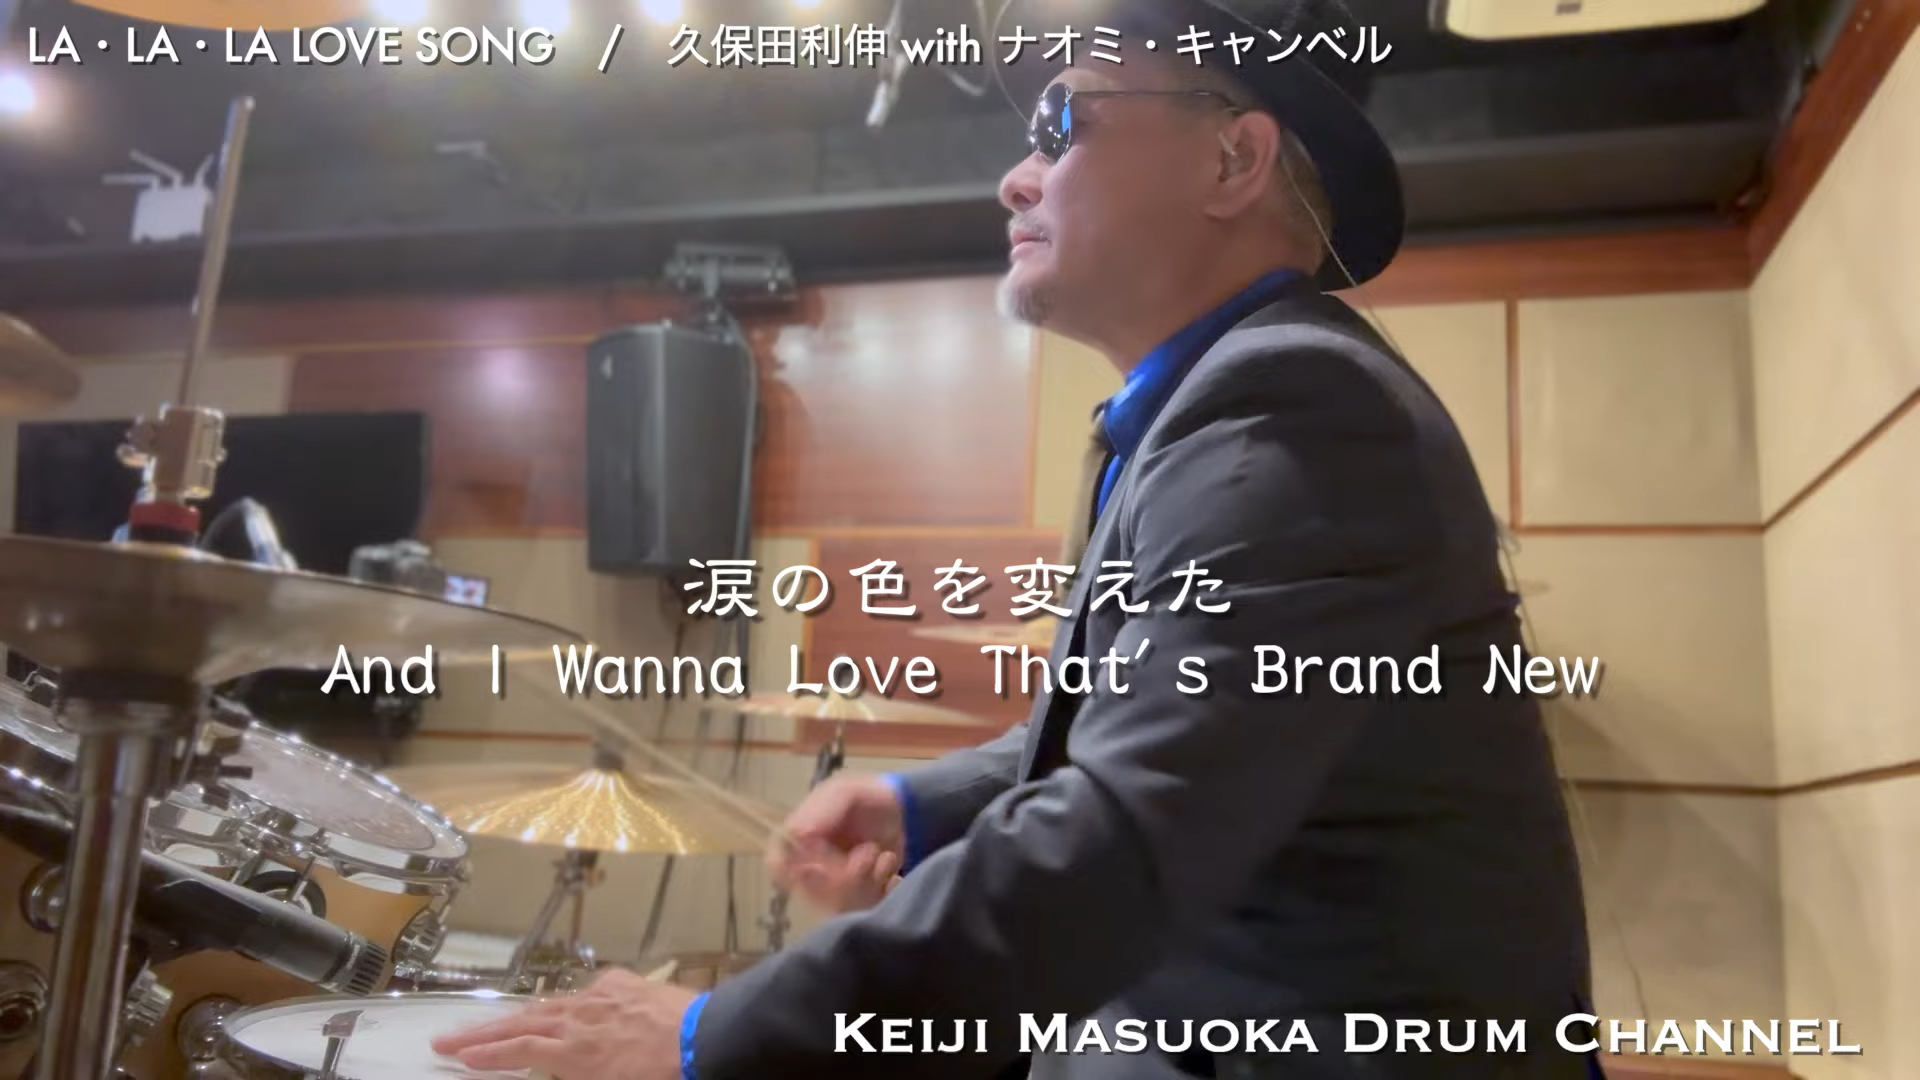 LA・LA・LA LOVE SONG / 久保田利伸 with ナオミ・キャンベル
涙の色を変えた
And I Wanna Love That's Brand New
KEIJI MASUOKA DRUM CHANNEL